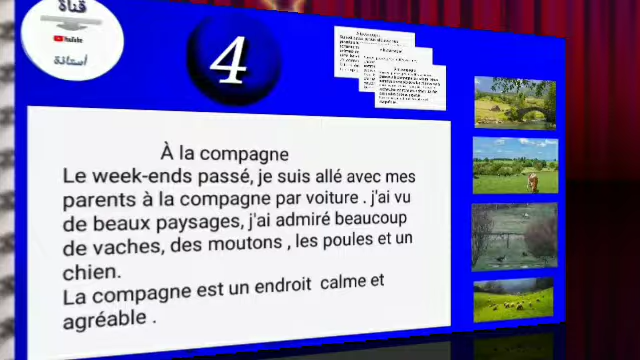 قناة
YouTube
أستاذة
4
À la compagne
Le week-ends passé, je suis allé avec mes
parents à la compagne par voiture . j'ai vu
de beaux paysages, j'ai admiré beaucoup
de vaches, des moutons , les poules et un
chien.
La compagne est un endroit calme et
agréable .